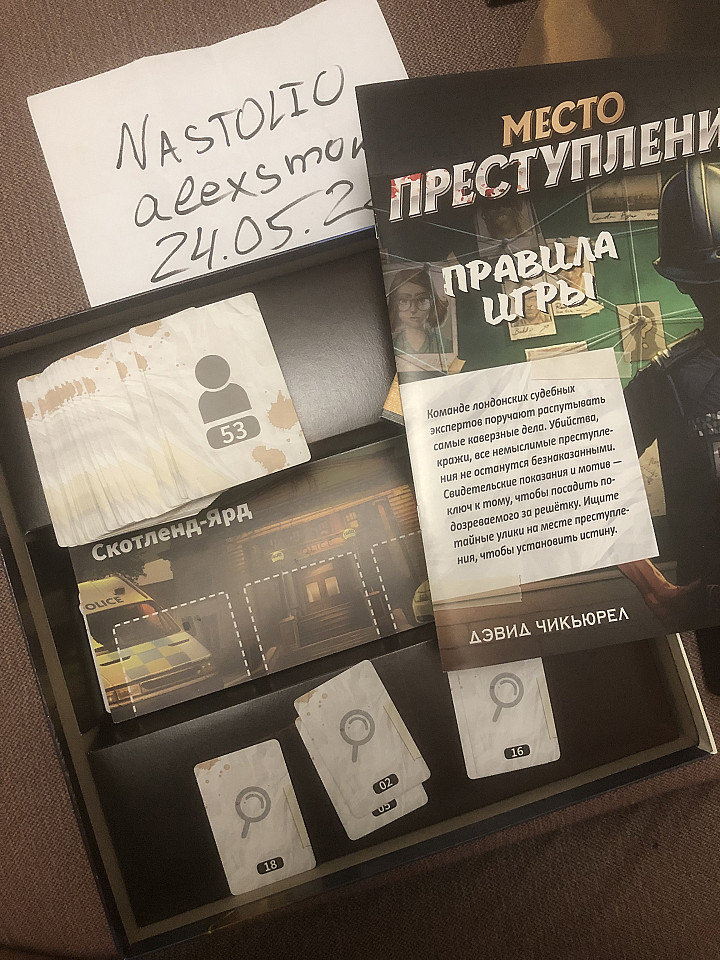 NASTOLIO
alexsmon
24.05.2
МЕСТО
ПРЕСТУПЛЕНИ
ПРАВИЛА
ИГРЫ
Команде лондонских судебных
экспертов поручают распутывать
самые каверзные дела. Убийства,
кражи, все немыслимые преступле-
ния не останутся безнаказанными.
Свидетельские показания и мотив —
ключ к тому, чтобы посадить по-
дозреваемого за решётку. Ищите
тайные улики на месте преступле-
ния, чтобы установить истину.
ДЭВИД ЧИКЬЮРЕЛ
53
Скотленд-Ярд
OLICE
02
05
16
18